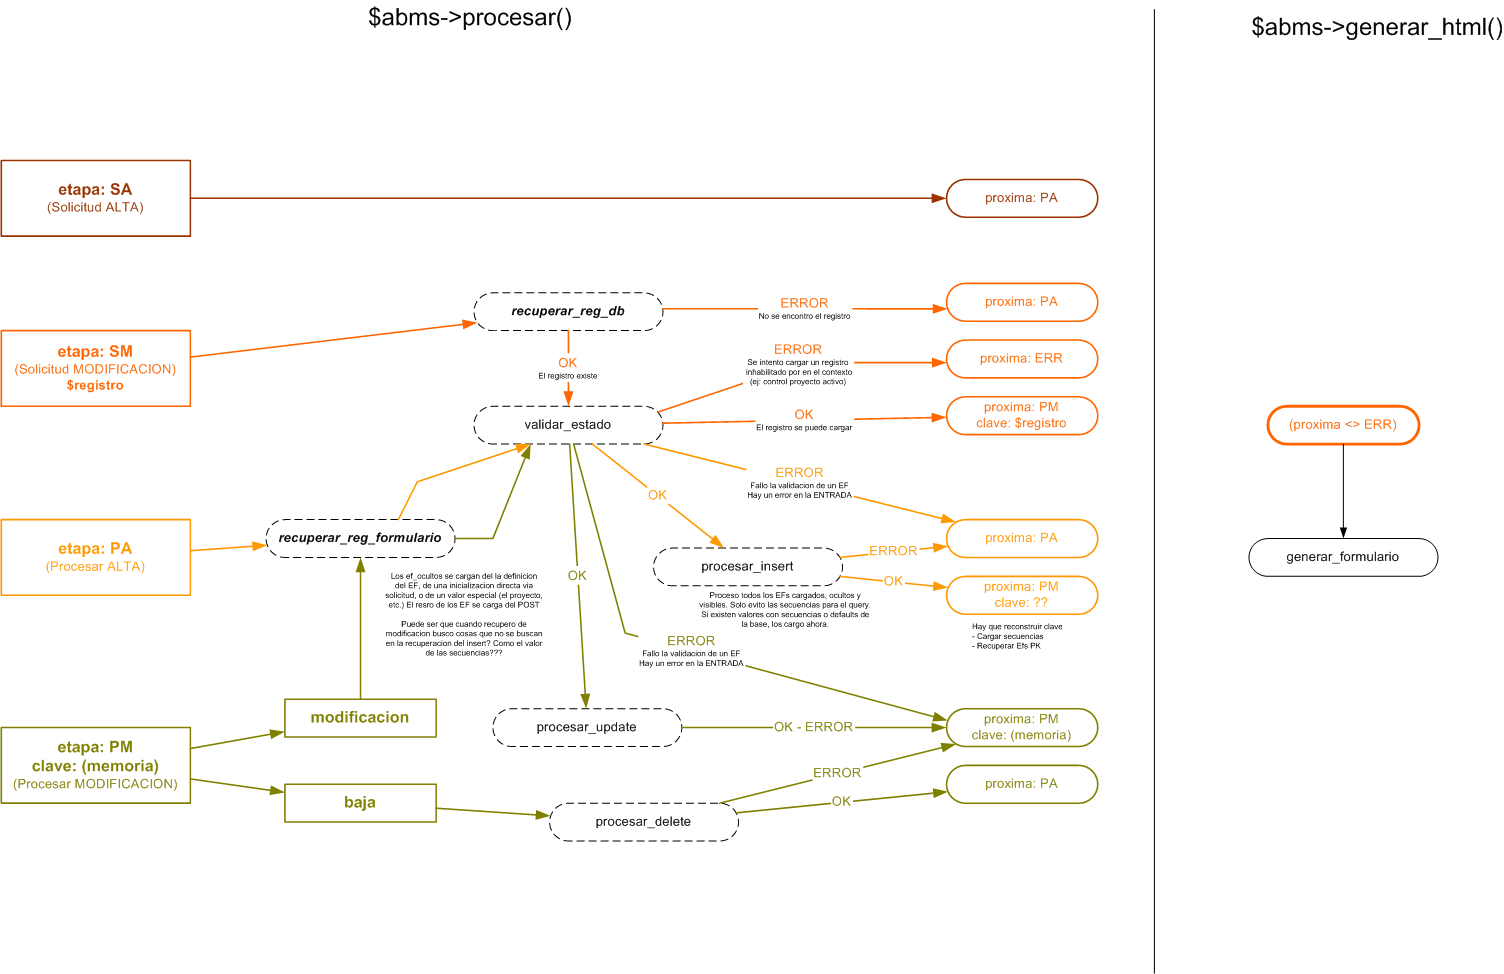 $abms->procesar()
$abms->generar_html()
etapa: SA
(Solicitud ALTA)
proxima: PA
etapa: SM
(Solicitud MODIFICACION)
$registro
recuperar_reg_db
ERROR
No se encontro el registro
proxima: PA
OK
El registro existe
ERROR
Se intento cargar un registro
inhabilitado por en el contexto
(ej: control proyecto activo)
proxima: ERR
validar_estado
OK
El registro se puede cargar
proxima: PM
clave: $registro
(proxima <> ERR)
generar_formulario
etapa: PA
(Procesar ALTA)
recuperar_reg_formulario
Los ef_ocultos se cargan del la definicion
del EF, de una inicializacion directa via
solicitud, o de un valor especial (el proyecto,
etc.) El resro de los EF se carga del POST
Puede ser que cuando recupero de
modificacion busco cosas que no se buscan
en la recuperacion del insert? Como el valor
de las secuencias???
OK
ERROR
Fallo la validacion de un EF
Hay un error en la ENTRADA
proxima: PA
procesar_insert
ERROR
OK
proxima: PM
clave: ??
Proceso todos los EFs cargados, ocultos y
visibles. Solo evito las secuencias para el query.
Si existen valores con secuencias o defaults de
la base, los cargo ahora.
Hay que reconstruir clave
- Cargar secuencias
- Recuperar Efs PK
OK
ERROR
Fallo la validacion de un EF
Hay un error en la ENTRADA
etapa: PM
clave: (memoria)
(Procesar MODIFICACION)
modificacion
procesar_update
OK - ERROR
proxima: PM
clave: (memoria)
baja
procesar_delete
ERROR
OK
proxima: PA